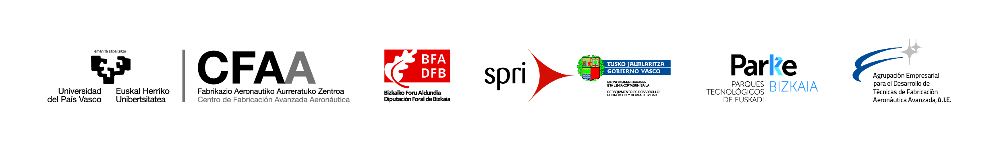 eman ta zabal zazu
Universidad
del País Vasco
Euskal Herriko
Unibertsitatea
CFAA
Fabrikazio Aeronautiko Aurreratuko Zentroa
Centro de Fabricación Avanzada Aeronáutica
BFA
DFB
Bizkaiko Foru Aldundia
Diputación Foral de Bizkaia
spri
EUSKO JAURLARITZA
GOBIERNO VASCO
EKONOMIAREN GARAPEN
ETA LEHIAKORTASUN SAILA
DEPARTAMENTO DE DESARROLLO
ECONÓMICO Y COMPETITIVIDAD
Parke
PARQUES
TECNOLÓGICOS
DE EUSKADI
BIZKAIA
Agrupación Empresarial
para el Desarrollo de
Técnicas de Fabricación
Aeronáutica Avanzada, A.I.E.